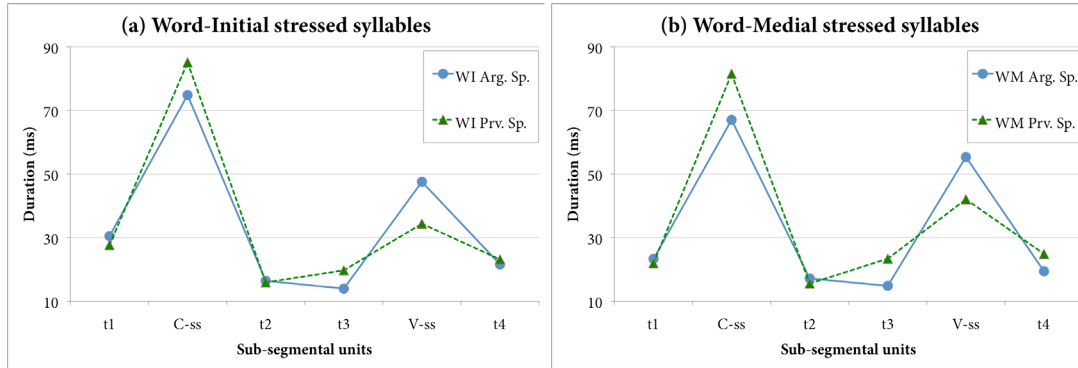 (a) Word-Initial stressed syllables
90
70
50
30
10
Duration (ms)
WI Arg. Sp.
WI Prv. Sp.
t1 C-ss t2 t3 V-ss t4
Sub-segmental units
(b) Word-Medial stressed syllables
90
70
50
30
10
Duration (ms)
WM Arg. Sp.
WM Prv. Sp.
t1 C-ss t2 t3 V-ss t4
Sub-segmental units